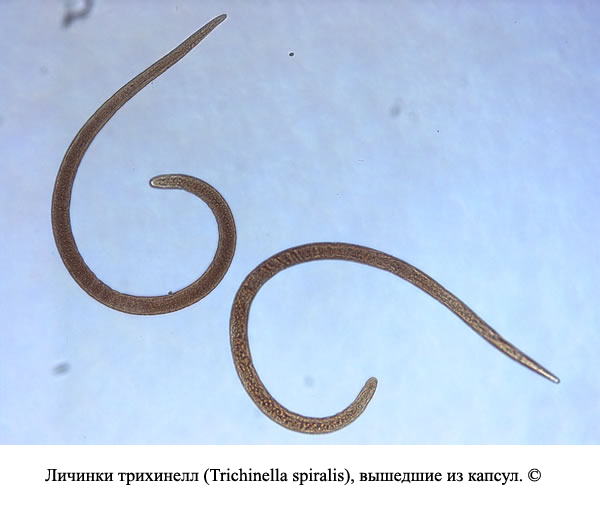 Личинки трихинелл (Trichinella spiralis), вышедшие из капсул. ©